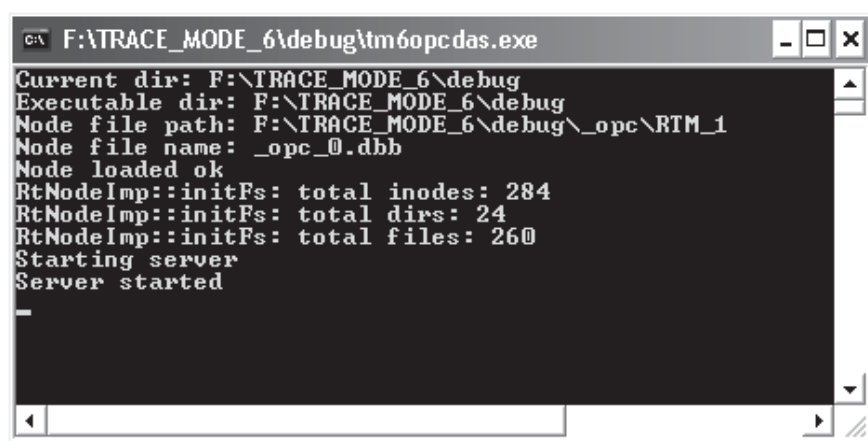 F:\TRACE_MODE_6\debug\tm6opcdas.exe
Current dir: F:\TRACE_MODE_6\debug
Executable dir: F:\TRACE_MODE_6\debug
Node file path: F:\TRACE_MODE_6\debug\_opc\RTM_1
Node file name: _opc_0.dbb
Node loaded ok
RtNodeImp::initFs: total inodes: 284
RtNodeImp::initFs: total dirs: 24
RtNodeImp::initFs: total files: 260
Starting server
Server started